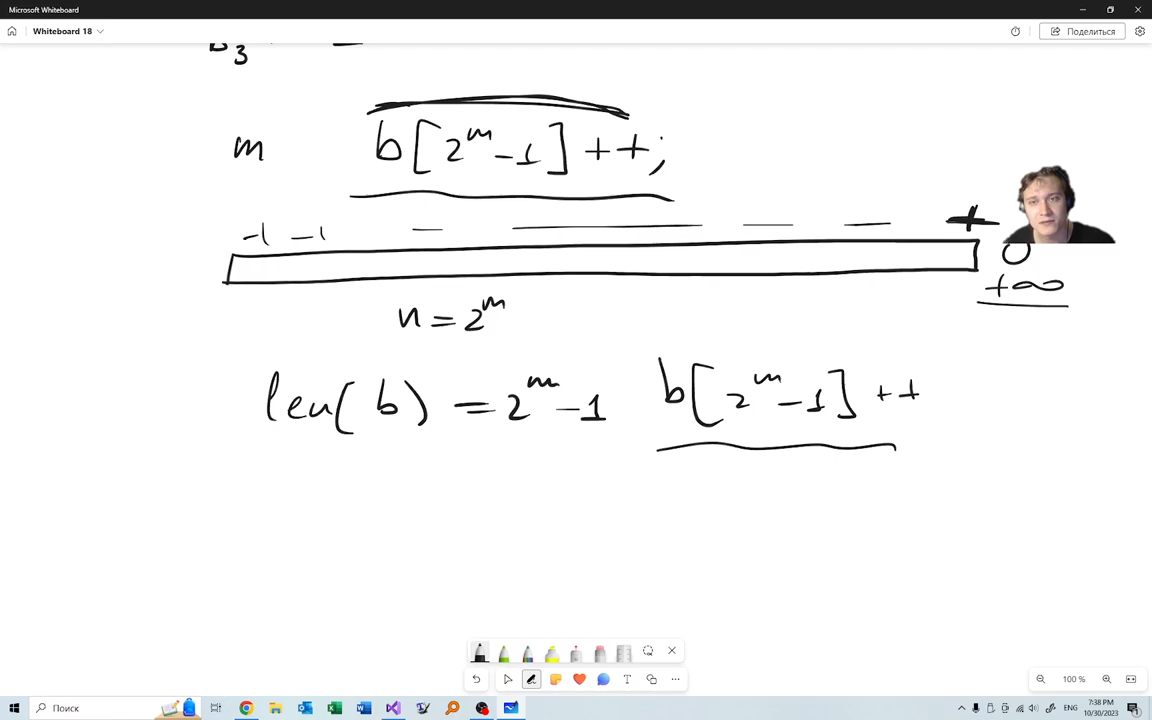 Microsoft Whiteboard
Whiteboard 18
Поделиться
b3
m b[2^m-1]++;
-1 -1 — — — — +
0
+∞
n=2^m
len(b)=2^m-1 b[2^m-1]++
100 %
Поиск
ENG
7:38 PM
10/30/2023